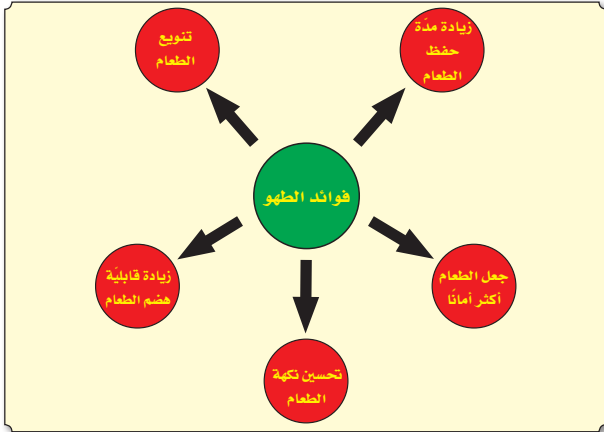 زيادة مدّة
حفظ
الطعام
تنويع
الطعام
فوائد الطهو
جعل الطعام
أكثر أمانًا
زيادة قابليّة
هضم الطعام
تحسين نكهة
الطعام